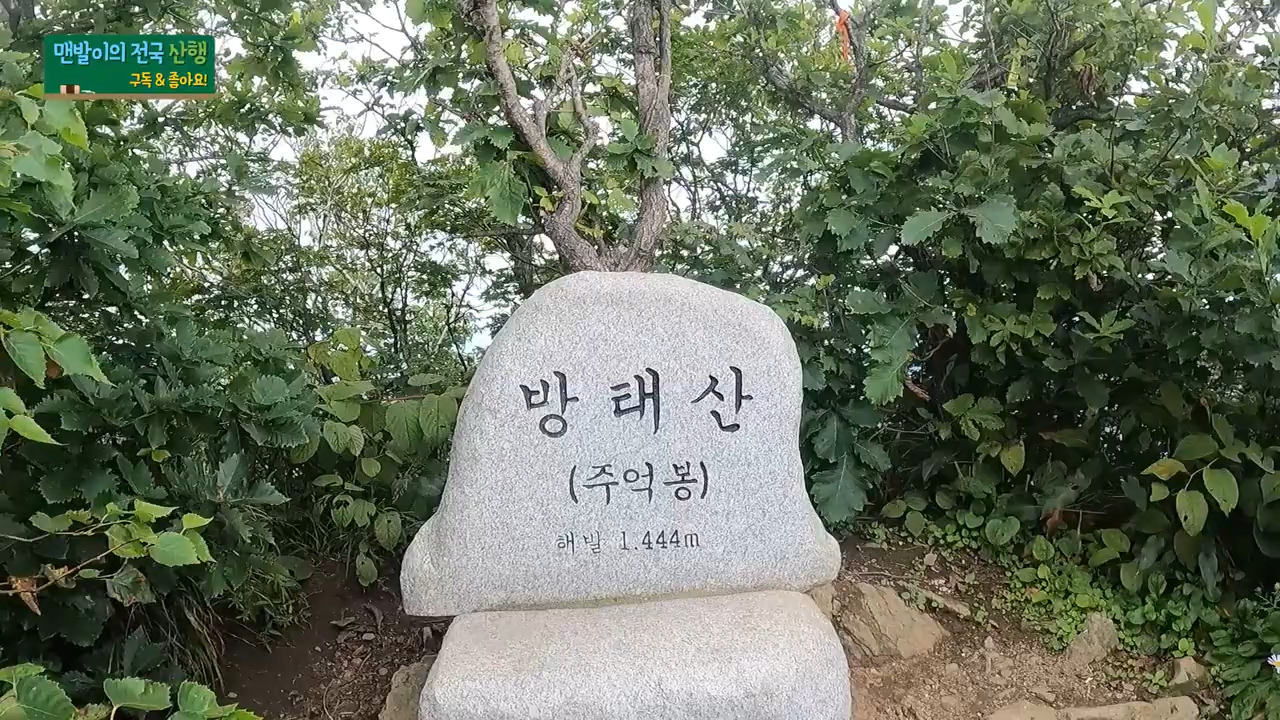 맨발이의 전국 산행
구독 & 좋아요!
방태산
(주억봉)
해발 1.444m